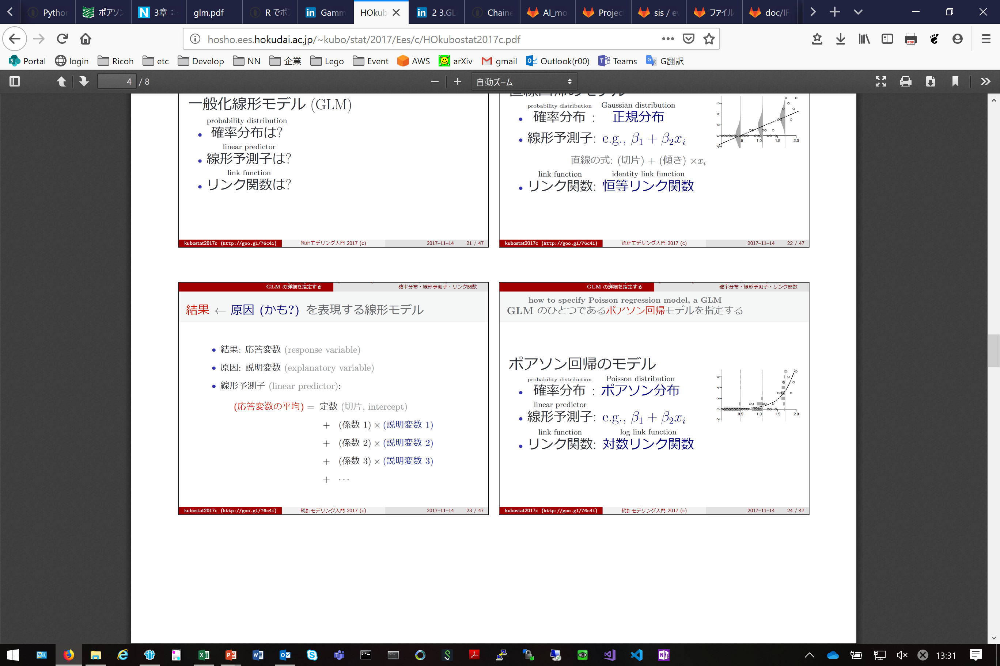 Python
ポアソン
3章：
glm.pdf
R でポ
Gamm
HOkub
2 3.GL
Chaine
AI_mo
Projec
sis / ev
ファイル
doc/IF
hosho.ees.hokudai.ac.jp/~kubo/stat/2017/Ees/c/HOkubostat2017c.pdf
Portal login Ricoh etc Develop NN 企業 Lego Event AWS arXiv gmail Outlook(r00) Teams G翻訳
4 / 8 自動ズーム
一般化線形モデル (GLM)
probability distribution
確率分布は?
linear predictor
線形予測子は?
link function
リンク関数は?
kubostat2017c (http://goo.gl/76c4i) 統計モデリング入門 2017 (c) 2017–11–14 21 / 47
直線回帰のモデル
probability distribution Gaussian distribution
確率分布 : 正規分布
線形予測子: e.g., β1 + β2xi
直線の式: (切片) + (傾き) ×xi
link function identity link function
リンク関数: 恒等リンク関数
6
4
2
0
-2
.5 1.0 1.5 2.0
kubostat2017c (http://goo.gl/76c4i) 統計モデリング入門 2017 (c) 2017–11–14 22 / 47
GLM の詳細を指定する 確率分布・線形予測子・リンク関数
結果 ← 原因 (かも?) を表現する線形モデル
結果: 応答変数 (response variable)
原因: 説明変数 (explanatory variable)
線形予測子 (linear predictor):
(応答変数の平均) = 定数 (切片, intercept)
+ (係数 1) × (説明変数 1)
+ (係数 2) × (説明変数 2)
+ (係数 3) × (説明変数 3)
+ ···
kubostat2017c (http://goo.gl/76c4i) 統計モデリング入門 2017 (c) 2017–11–14 23 / 47
GLM の詳細を指定する 確率分布・線形予測子・リンク関数
how to specify Poisson regression model, a GLM
GLM のひとつであるポアソン回帰モデルを指定する
ポアソン回帰のモデル
probability distribution Poisson distribution
確率分布 : ポアソン分布
linear predictor
線形予測子: e.g., β1 + β2xi
link function log link function
リンク関数: 対数リンク関数
6
4
2
0
-2
0.5 1.0 1.5 2.0
kubostat2017c (http://goo.gl/76c4i) 統計モデリング入門 2017 (c) 2017–11–14 24 / 47
13:31